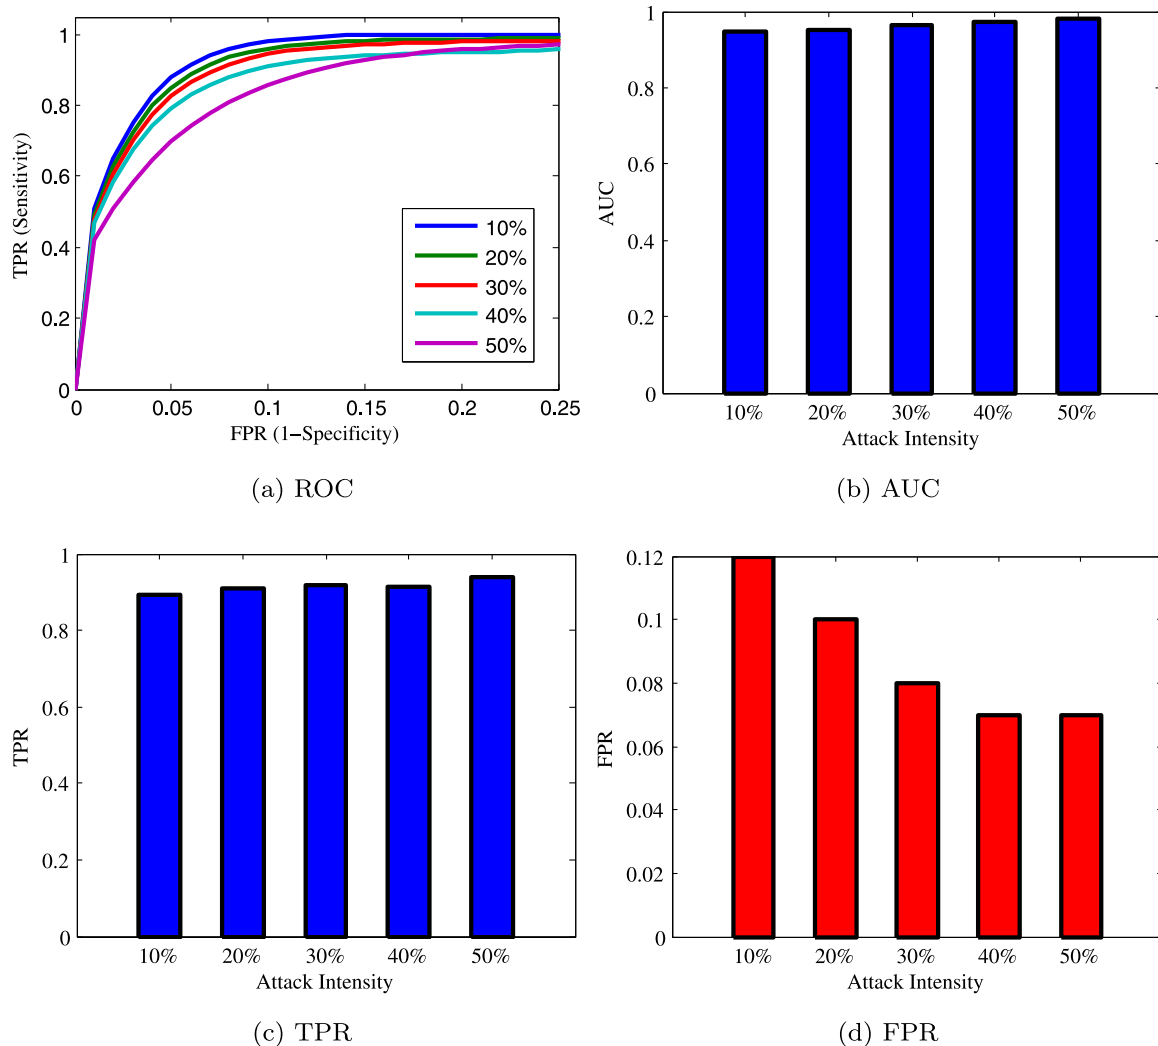 1
0.8
0.6
0.4
0.2
0
TPR (Sensitivity)
10%
20%
30%
40%
50%
0 0.05 0.1 0.15 0.2 0.25
FPR (1−Specificity)
(a) ROC
1
0.8
0.6
0.4
0.2
0
AUC
10% 20% 30% 40% 50%
Attack Intensity
(b) AUC
1
0.8
0.6
0.4
0.2
0
TPR
10% 20% 30% 40% 50%
Attack Intensity
(c) TPR
0.12
0.1
0.08
0.06
0.04
0.02
0
FPR
10% 20% 30% 40% 50%
Attack Intensity
(d) FPR